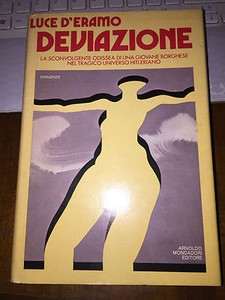 LUCE D'ERAMO
DEVIAZIONE
LA SCONVOLGENTE ODISSEA DI UNA GIOVANE BORGHESE
NEL TRAGICO UNIVERSO HITLERIANO
romanzo
ARNOLDO
MONDADORI
EDITORE